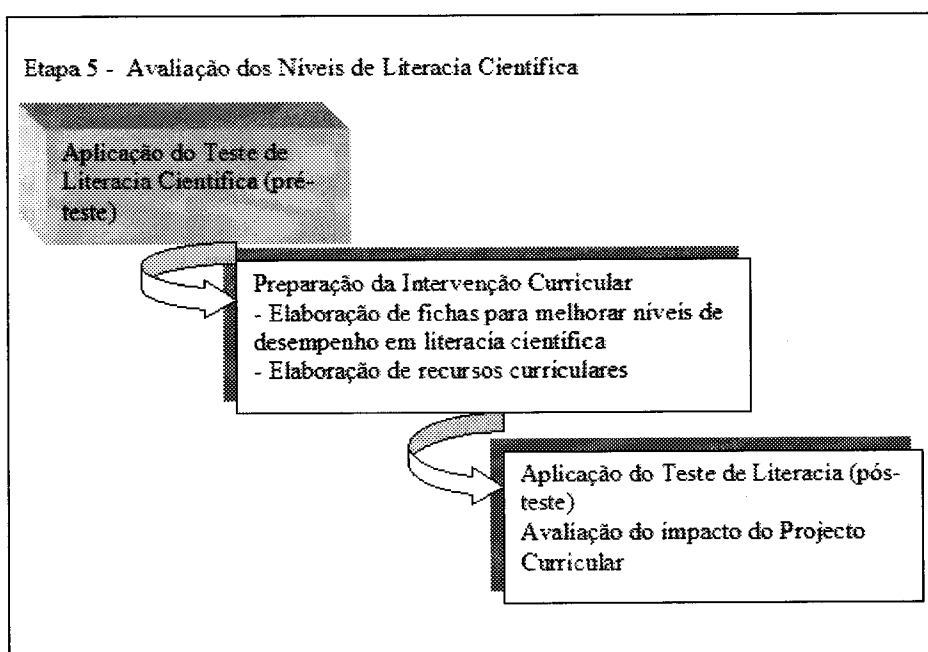 Etapa 5 - Avaliação dos Níveis de Literacia Científica
Aplicação do Teste de
Literacia Científica (pré-
teste)
Preparação da Intervenção Curricular
- Elaboração de fichas para melhorar níveis de
desempenho em literacia científica
- Elaboração de recursos curriculares
Aplicação do Teste de Literacia (pós-
teste)
Avaliação do impacto do Projecto
Curricular